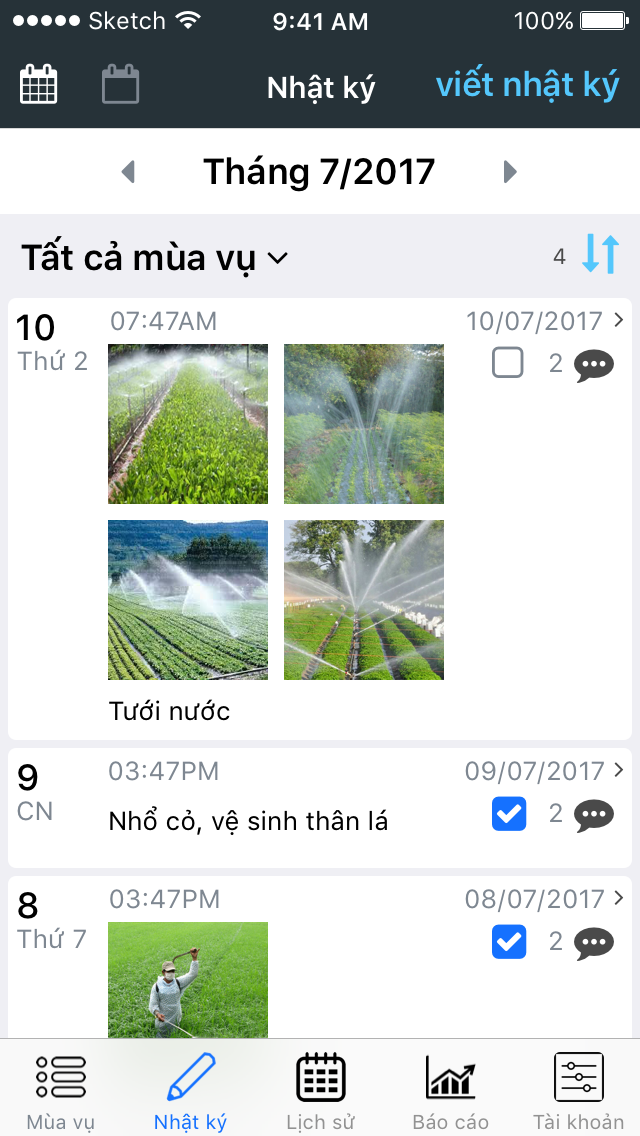 Sketch 9:41 AM 100%
Nhật ký viết nhật ký
Tháng 7/2017
Tất cả mùa vụ 4
10 07:47AM 10/07/2017
Thứ 2 2
Tưới nước
9 03:47PM 09/07/2017
CN 2
Nhổ cỏ, vệ sinh thân lá
8 03:47PM 08/07/2017
Thứ 7 2
Mùa vụ Nhật ký Lịch sử Báo cáo Tài khoản